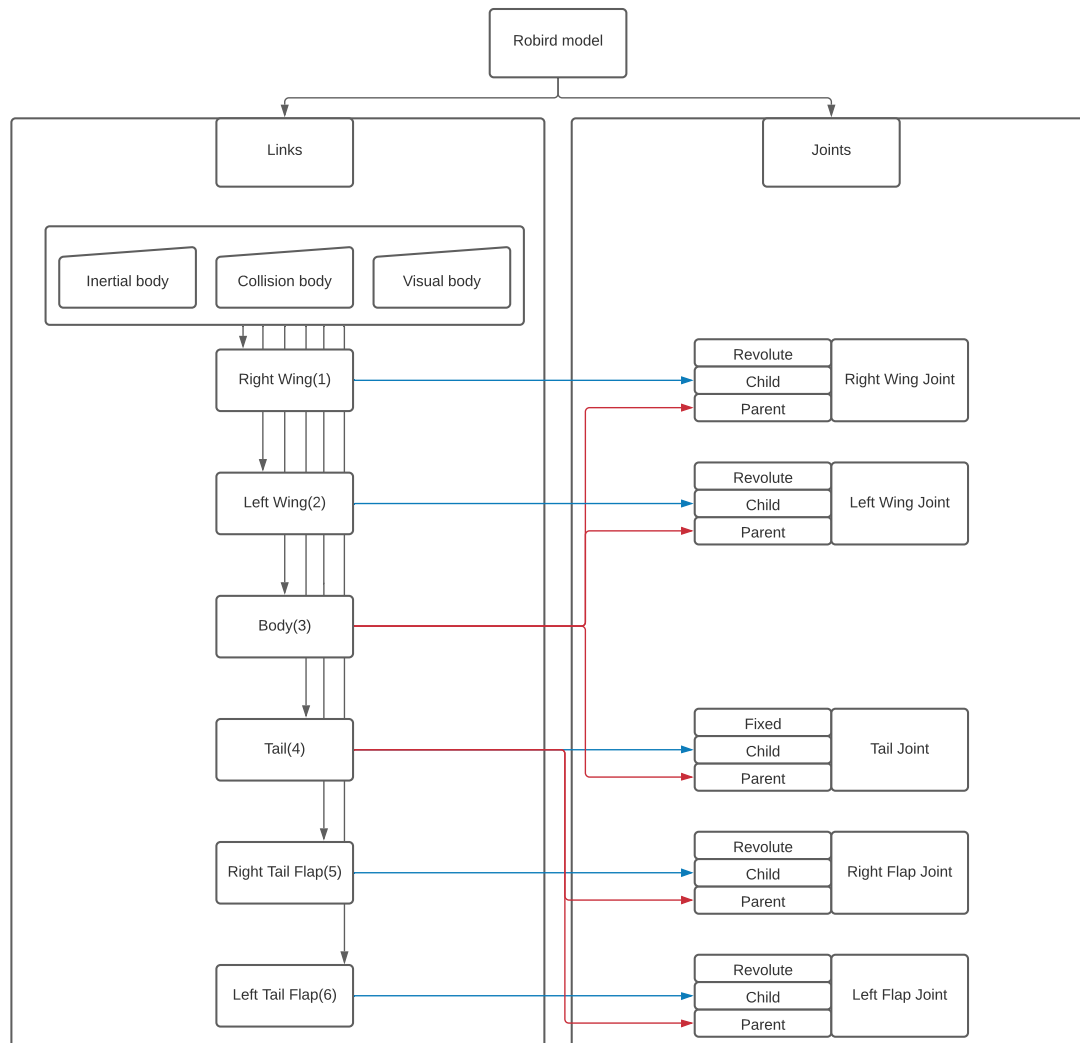 Robird model
Links
Joints
Inertial body
Collision body
Visual body
Right Wing(1)
Revolute
Child
Parent
Right Wing Joint
Left Wing(2)
Revolute
Child
Parent
Left Wing Joint
Body(3)
Tail(4)
Fixed
Child
Parent
Tail Joint
Right Tail Flap(5)
Revolute
Child
Parent
Right Flap Joint
Left Tail Flap(6)
Revolute
Child
Parent
Left Flap Joint